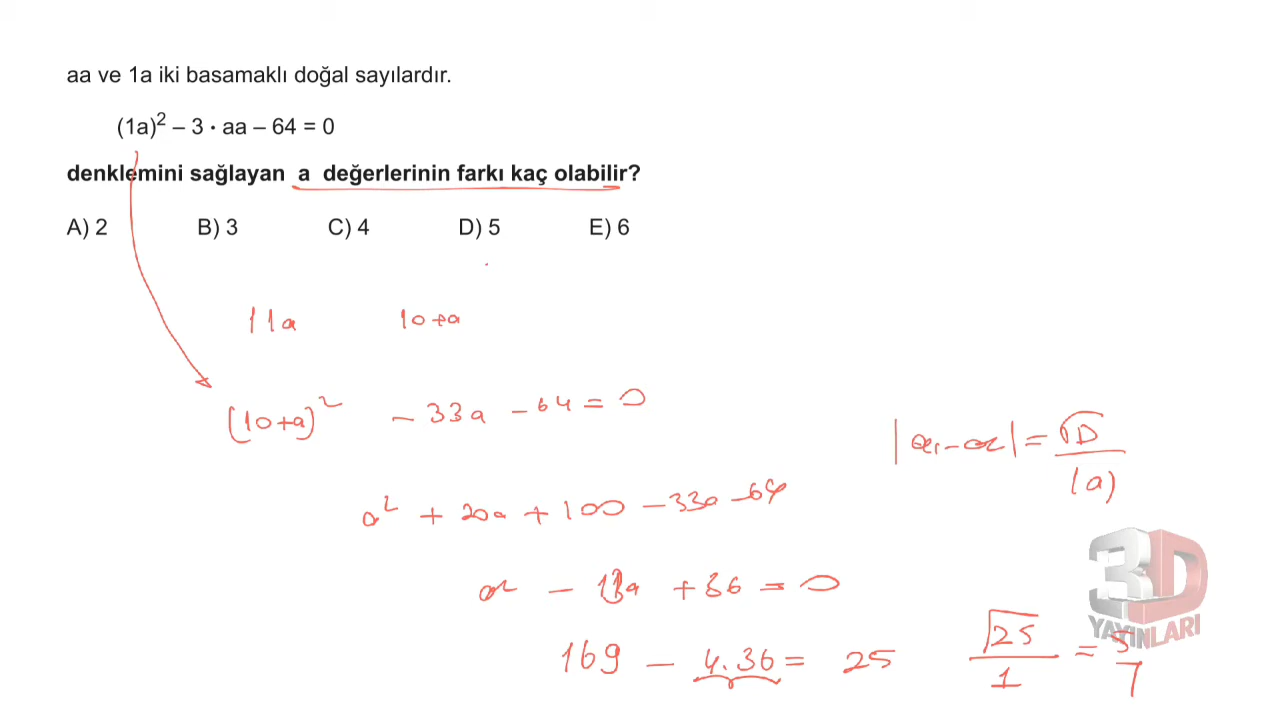 aa ve 1a iki basamaklı doğal sayılardır.
(1a)² – 3 · aa – 64 = 0
denklemini sağlayan a değerlerinin farkı kaç olabilir?
A) 2 B) 3 C) 4 D) 5 E) 6
11a 10+a
(10+a)² – 33a – 64 = 0
a² + 20a + 100 – 33a – 64
a² – 13a + 36 = 0
169 – 4.36 = 25
|x₁ – x₂| = √D / |a|
√25 / 1 = 5
3D
YAYINLARI